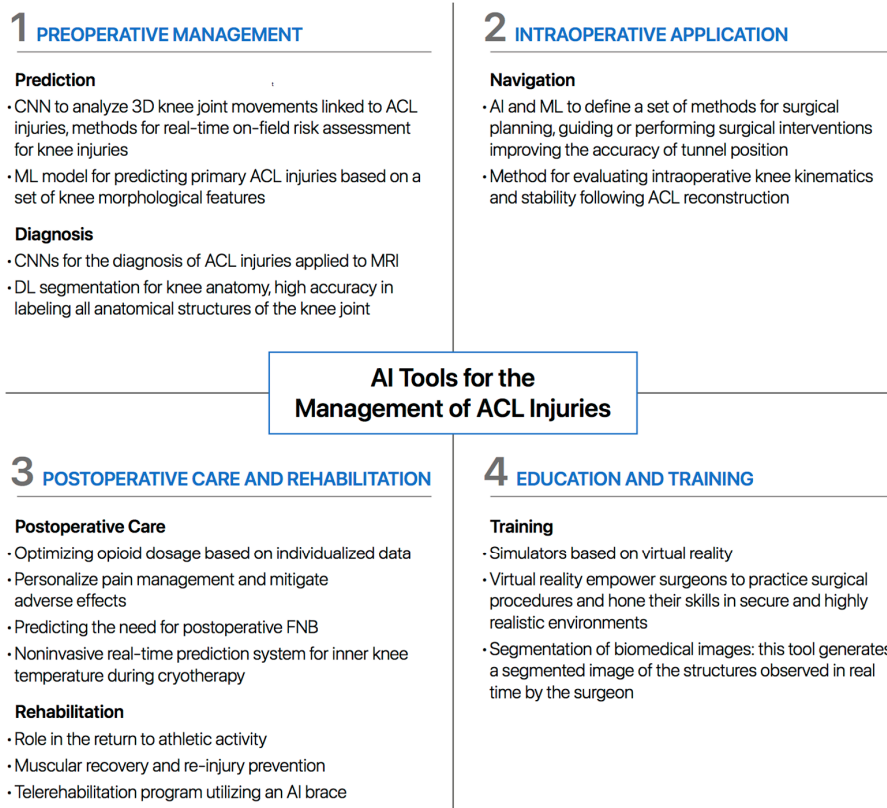 1 PREOPERATIVE MANAGEMENT
Prediction
· CNN to analyze 3D knee joint movements linked to ACL
injuries, methods for real-time on-field risk assessment
for knee injuries
· ML model for predicting primary ACL injuries based on a
set of knee morphological features
Diagnosis
· CNNs for the diagnosis of ACL injuries applied to MRI
· DL segmentation for knee anatomy, high accuracy in
labeling all anatomical structures of the knee joint
2 INTRAOPERATIVE APPLICATION
Navigation
· AI and ML to define a set of methods for surgical
planning, guiding or performing surgical interventions
improving the accuracy of tunnel position
· Method for evaluating intraoperative knee kinematics
and stability following ACL reconstruction
AI Tools for the
Management of ACL Injuries
3 POSTOPERATIVE CARE AND REHABILITATION
Postoperative Care
· Optimizing opioid dosage based on individualized data
· Personalize pain management and mitigate
adverse effects
· Predicting the need for postoperative FNB
· Noninvasive real-time prediction system for inner knee
temperature during cryotherapy
Rehabilitation
· Role in the return to athletic activity
· Muscular recovery and re-injury prevention
· Telerehabilitation program utilizing an AI brace
4 EDUCATION AND TRAINING
Training
· Simulators based on virtual reality
· Virtual reality empower surgeons to practice surgical
procedures and hone their skills in secure and highly
realistic environments
· Segmentation of biomedical images: this tool generates
a segmented image of the structures observed in real
time by the surgeon